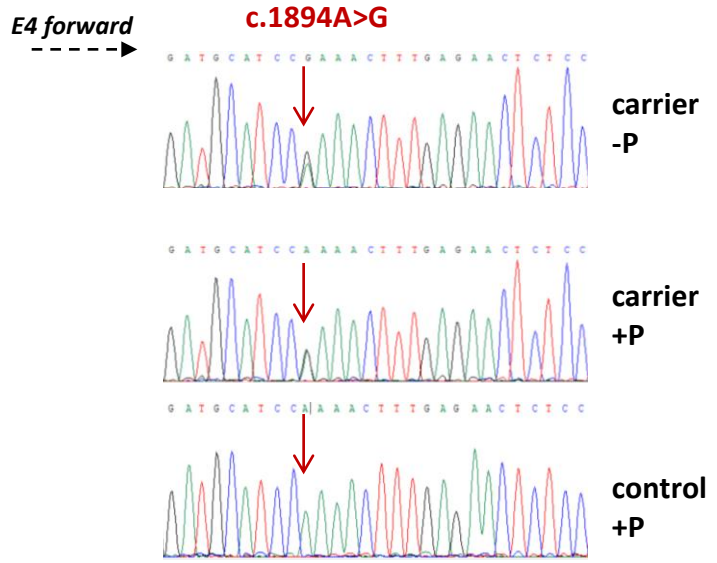 c.1894A>G
E4 forward
G A T G C A T C C G A A A C T T T G A G A A C T C T C C
carrier
-P
G A T G C A T C C A A A A C T T T G A G A A C T C T C C
carrier
+P
G A T G C A T C C A A A A C T T T G A G A A C T C T C C
control
+P